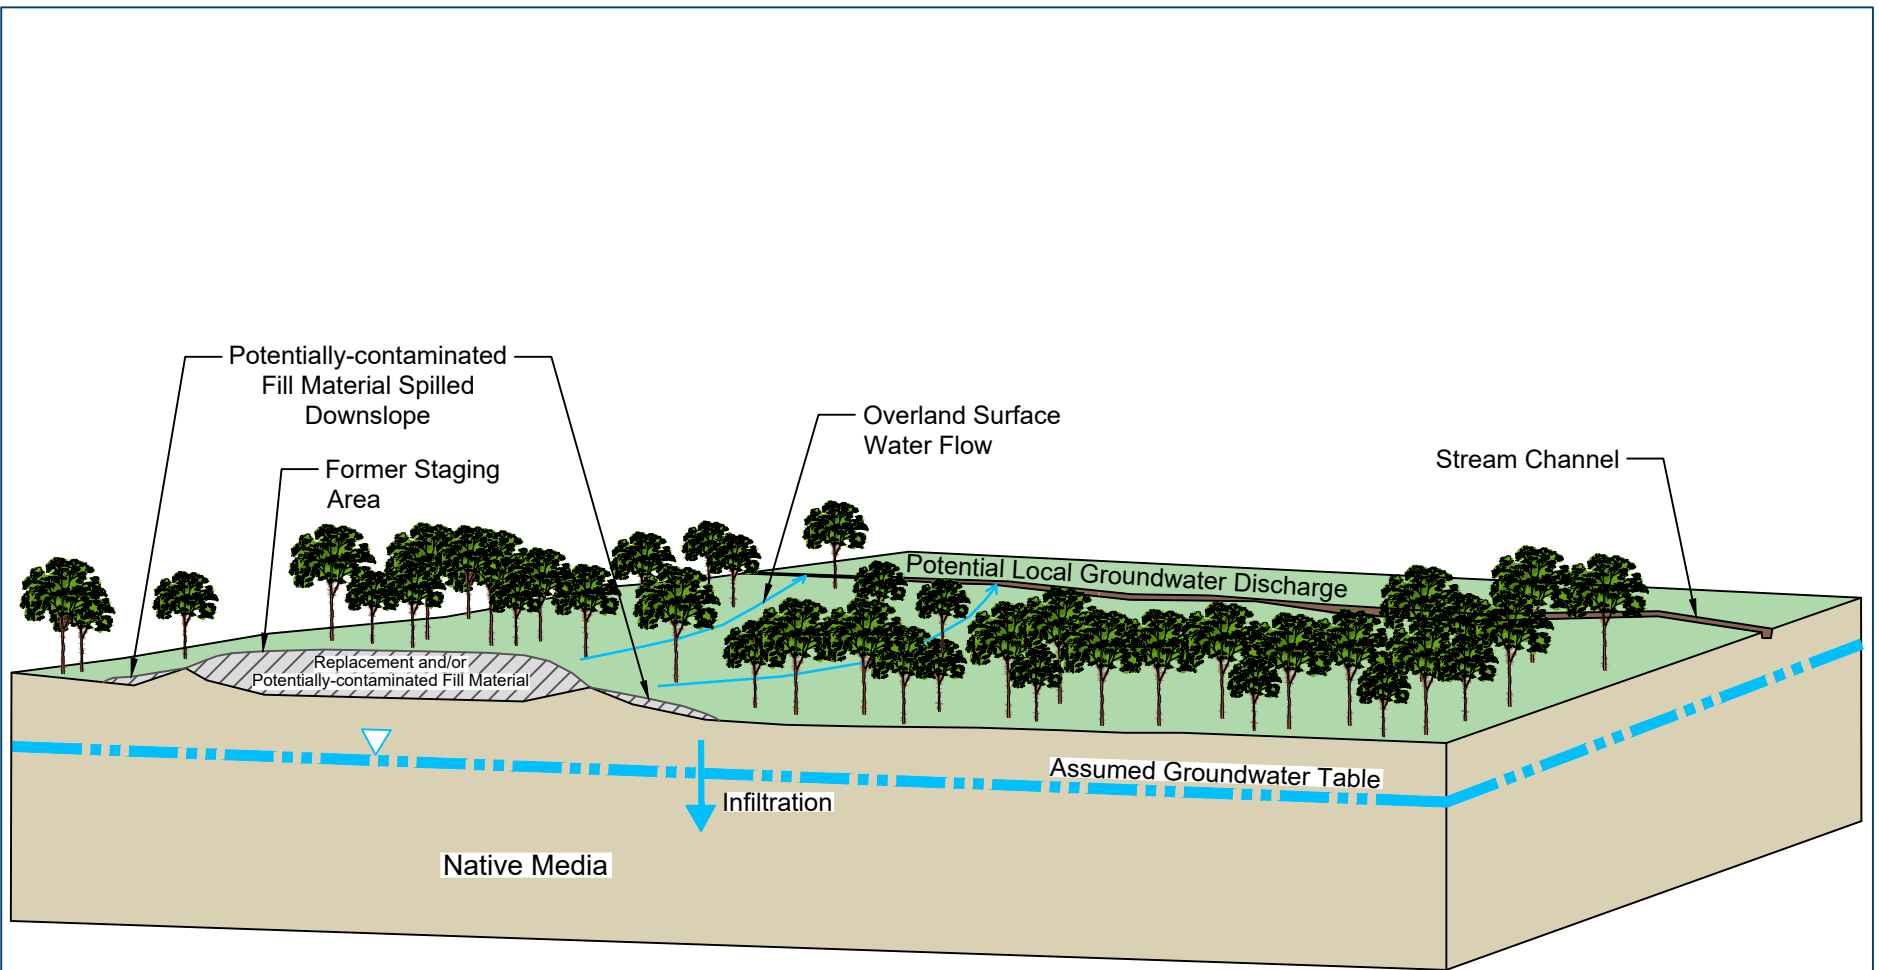 Potentially-contaminated
Fill Material Spilled
Downslope
Former Staging
Area
Overland Surface
Water Flow
Stream Channel
Potential Local Groundwater Discharge
Replacement and/or
Potentially-contaminated Fill Material
Assumed Groundwater Table
Infiltration
Native Media